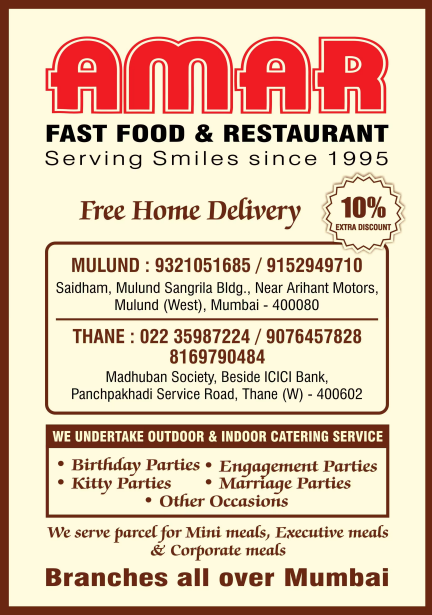 AMAR
FAST FOOD & RESTAURANT
Serving Smiles since 1995
Free Home Delivery
10%
EXTRA DISCOUNT
MULUND : 9321051685 / 9152949710
Saidham, Mulund Sangrila Bldg., Near Arihant Motors,
Mulund (West), Mumbai - 400080
THANE : 022 35987224 / 9076457828
8169790484
Madhuban Society, Beside ICICI Bank,
Panchpakhadi Service Road, Thane (W) - 400602
WE UNDERTAKE OUTDOOR & INDOOR CATERING SERVICE
• Birthday Parties • Engagement Parties
• Kitty Parties • Marriage Parties
• Other Occasions
We serve parcel for Mini meals, Executive meals
& Corporate meals
Branches all over Mumbai